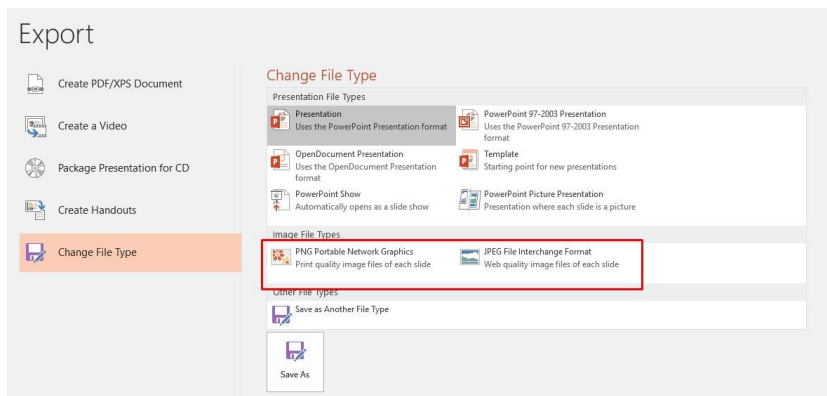 Export
Create PDF/XPS Document
Create a Video
Package Presentation for CD
Create Handouts
Change File Type
Change File Type
Presentation File Types
Presentation
Uses the PowerPoint Presentation format
PowerPoint 97-2003 Presentation
Uses the PowerPoint 97-2003 Presentation
format
OpenDocument Presentation
Uses the OpenDocument Presentation
format
Template
Starting point for new presentations
PowerPoint Show
Automatically opens as a slide show
PowerPoint Picture Presentation
Presentation where each slide is a picture
Image File Types
PNG Portable Network Graphics
Print quality image files of each slide
JPEG File Interchange Format
Web quality image files of each slide
Other File Types
Save as Another File Type
Save As